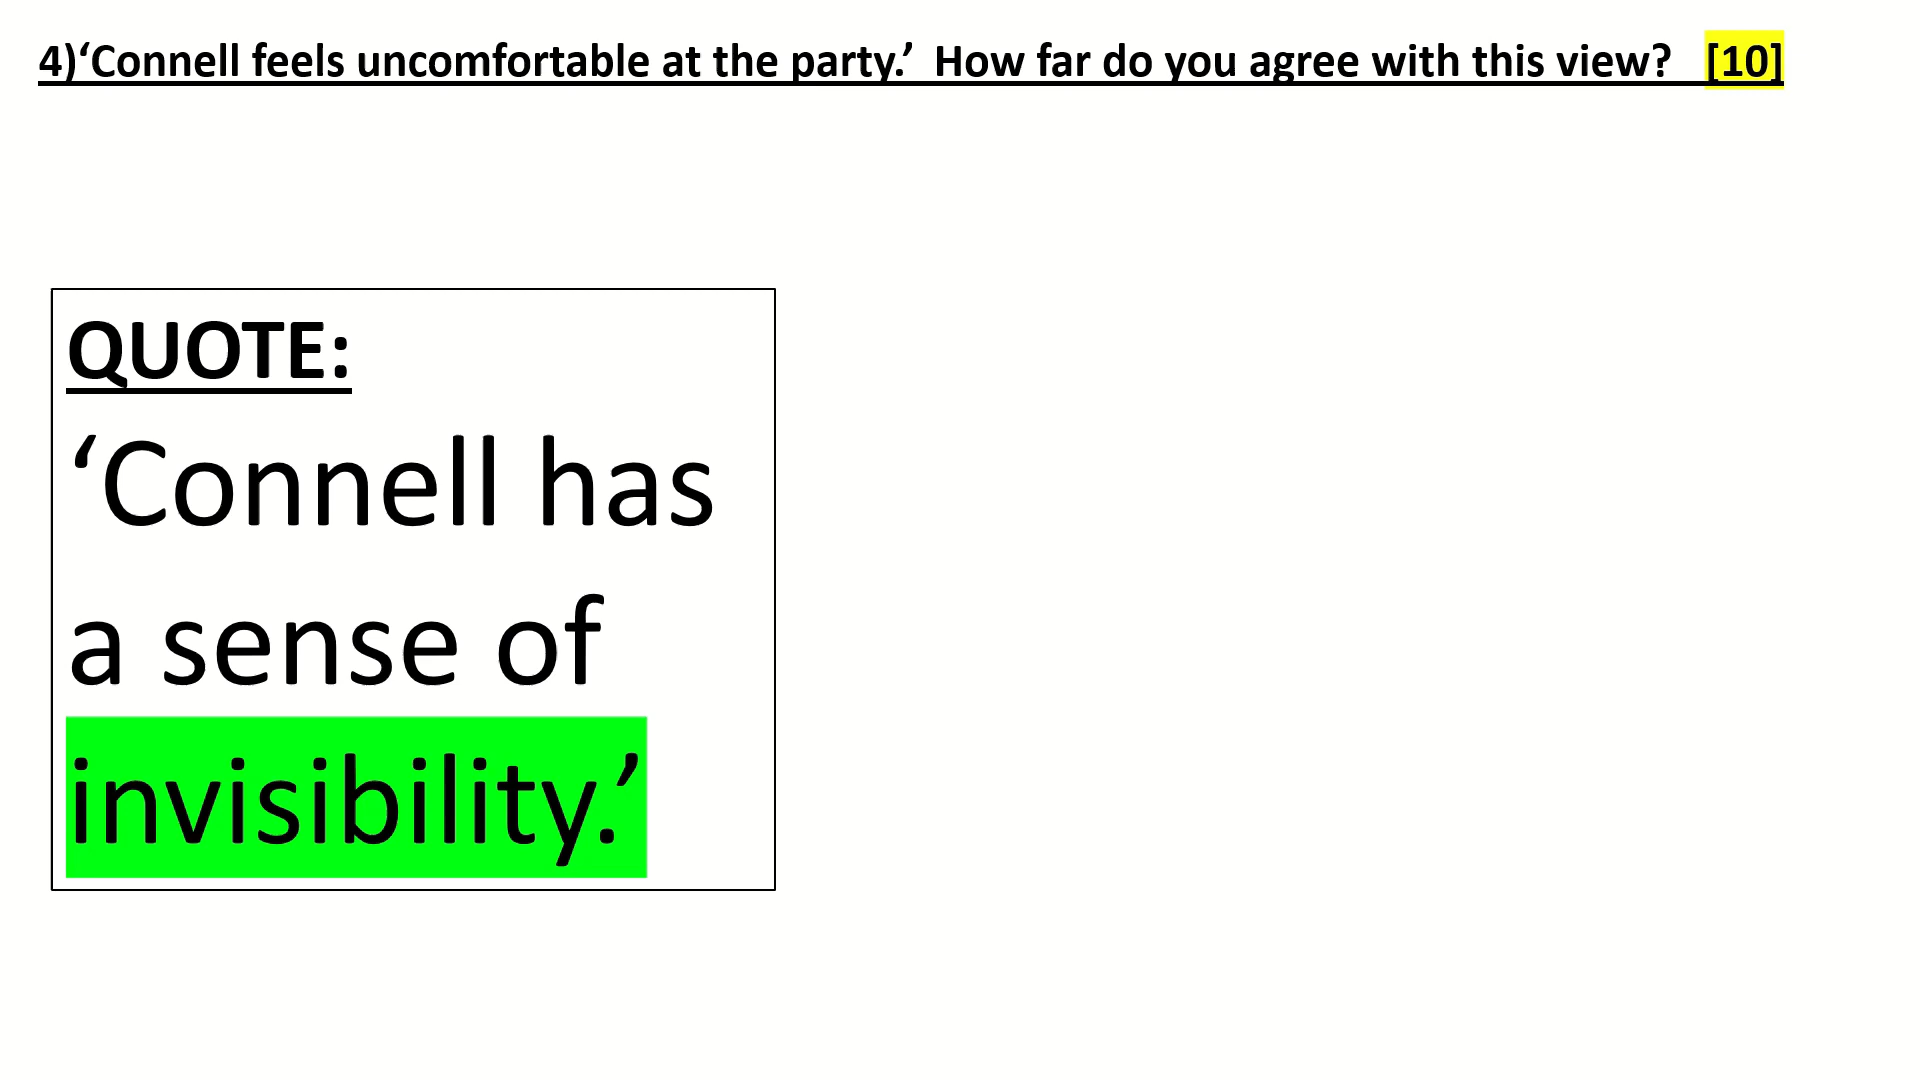 4)‘Connell feels uncomfortable at the party.’  How far do you agree with this view?   [10]
QUOTE:
‘Connell has
a sense of
invisibility.’